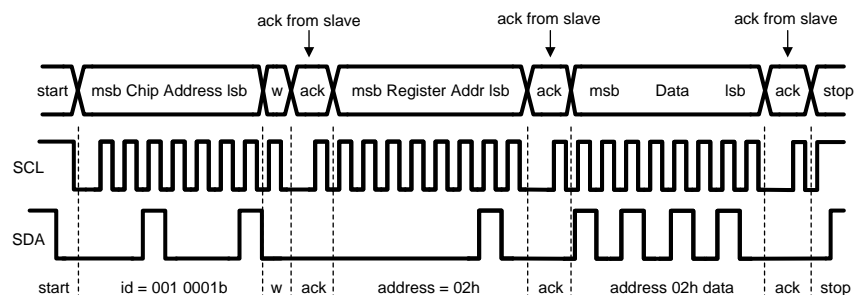 ack from slave ack from slave ack from slave
start msb Chip Address lsb w ack msb Register Addr lsb ack msb Data lsb ack stop
SCL
SDA
start id = 001 0001b w ack address = 02h ack address 02h data ack stop